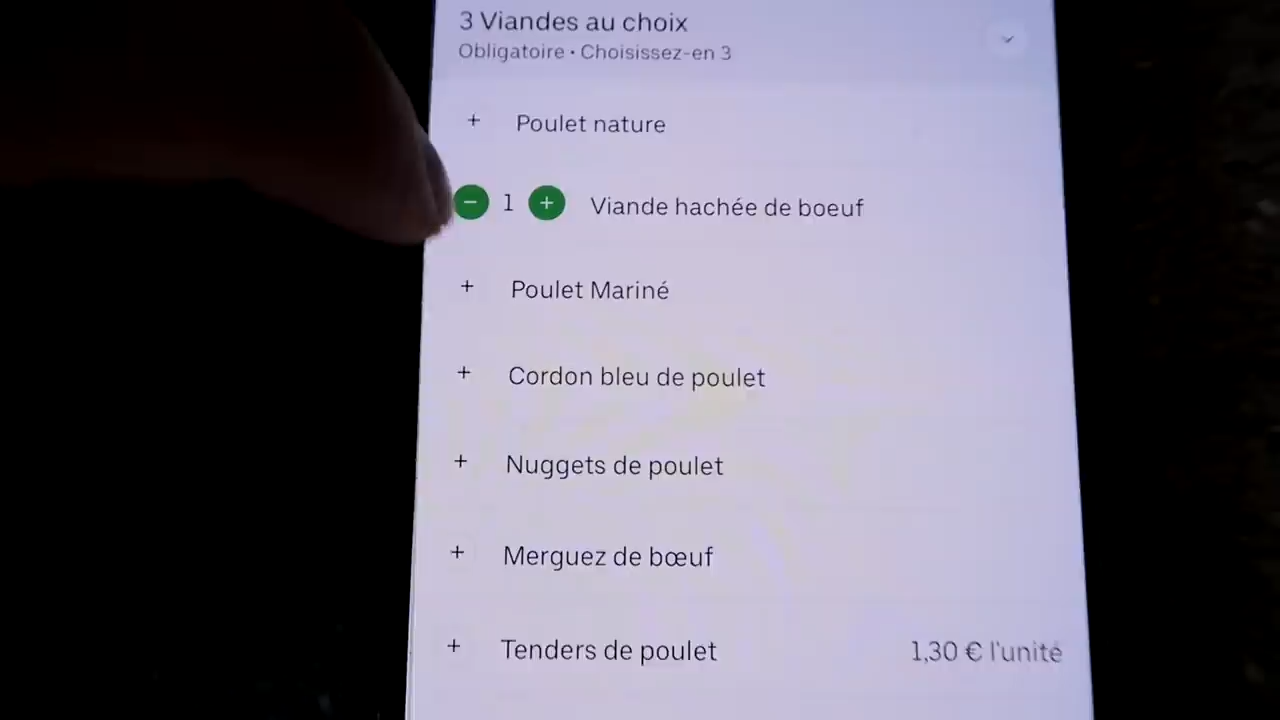 3 Viandes au choix
Obligatoire • Choisissez-en 3
+ Poulet nature
− 1 + Viande hachée de boeuf
+ Poulet Mariné
+ Cordon bleu de poulet
+ Nuggets de poulet
+ Merguez de bœuf
+ Tenders de poulet 1,30 € l'unité